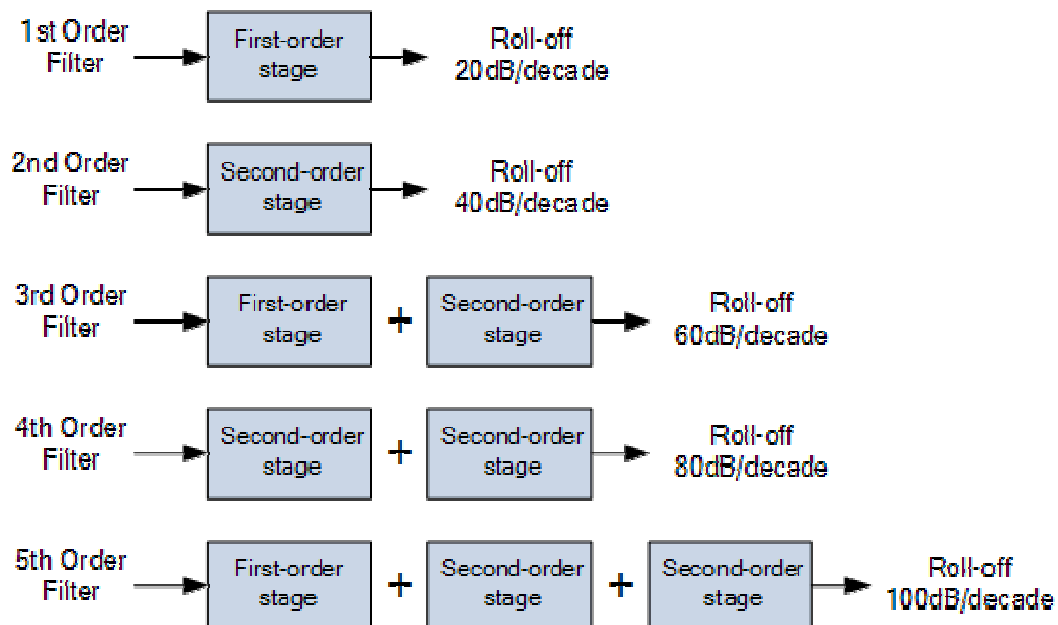 1st Order
Filter
First-order
stage
Roll-off
20dB/decade
2nd Order
Filter
Second-order
stage
Roll-off
40dB/decade
3rd Order
Filter
First-order
stage
+
Second-order
stage
Roll-off
60dB/decade
4th Order
Filter
Second-order
stage
+
Second-order
stage
Roll-off
80dB/decade
5th Order
Filter
First-order
stage
+
Second-order
stage
+
Second-order
stage
Roll-off
100dB/decade